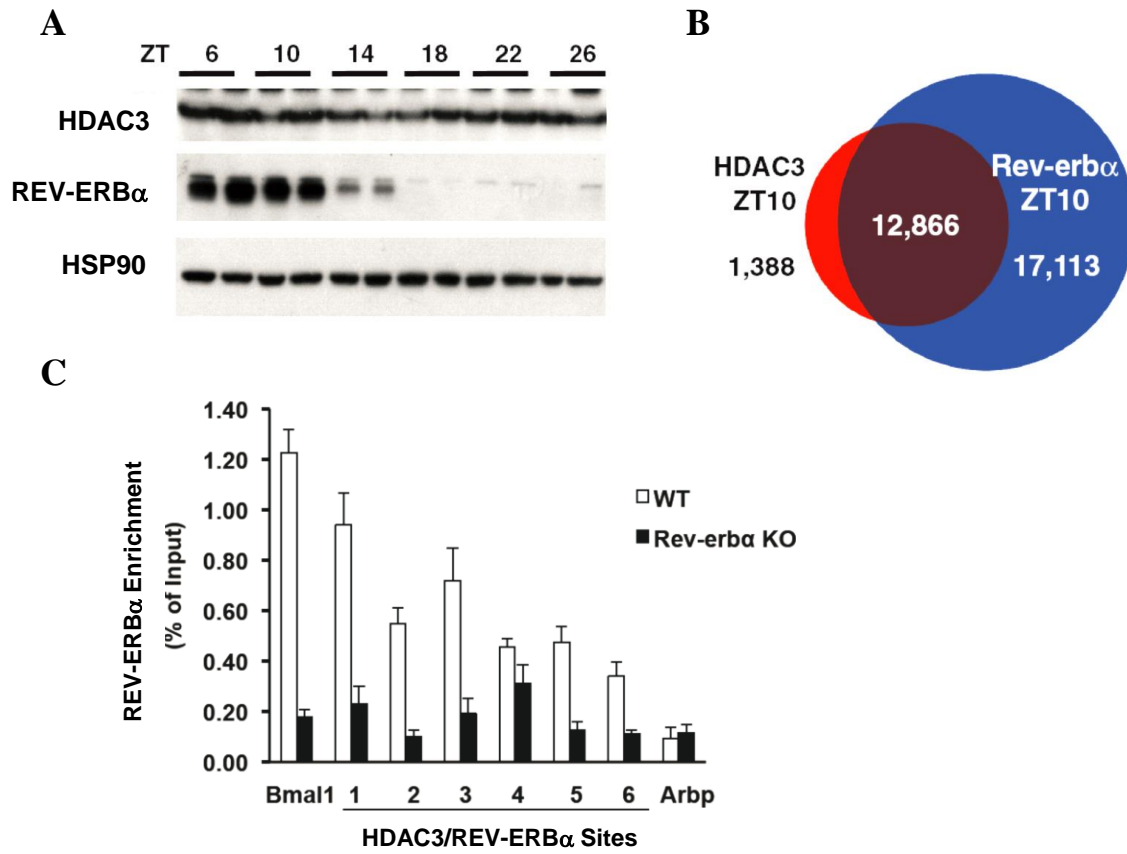 A
ZT 6 10 14 18 22 26
HDAC3
REV-ERBα
HSP90
B
HDAC3
ZT10
1,388
12,866
Rev-erbα
ZT10
17,113
C
REV-ERBα Enrichment
(% of Input)
1.40
1.20
1.00
0.80
0.60
0.40
0.20
0.00
WT
Rev-erbα KO
Bmal1 1 2 3 4 5 6 Arbp
HDAC3/REV-ERBα Sites